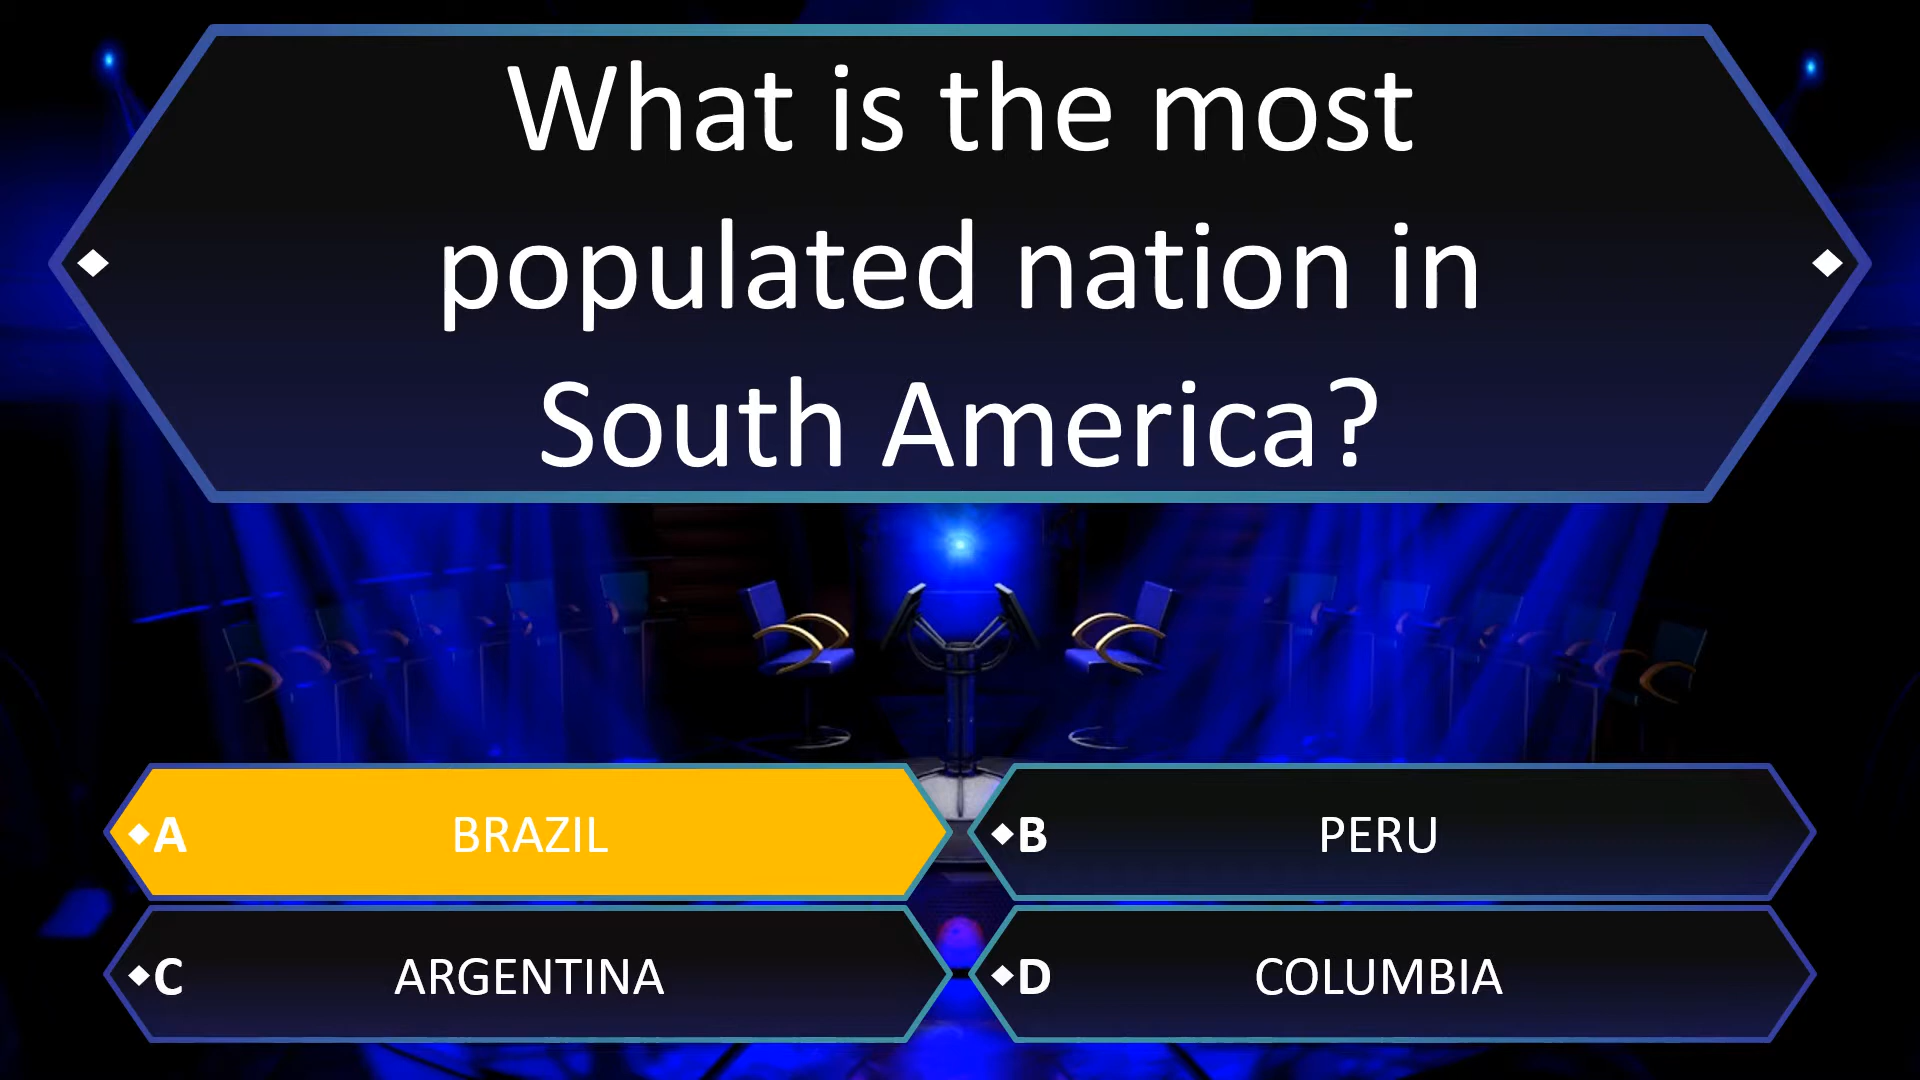 What is the most
populated nation in
South America?
A BRAZIL
B PERU
C ARGENTINA
D COLUMBIA